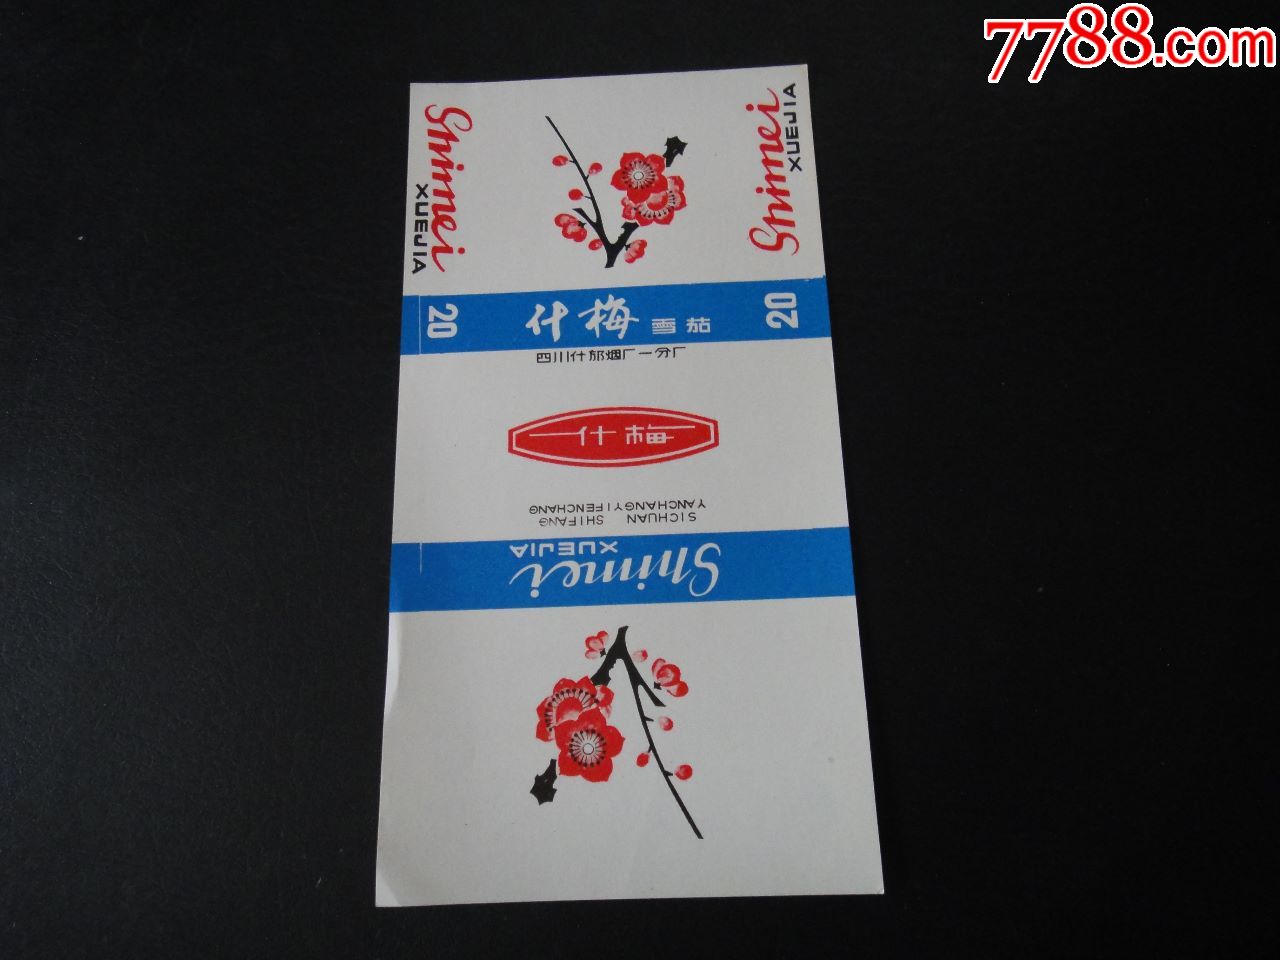 7788.com
Shimei
XUEJIA
Shimei
XUEJIA
20
什梅 雪茄
20
四川什邡烟厂一分厂
什梅
SICHUAN SHIFANG
YANCHANGYIFENCHANG
Shimei
XUEJIA